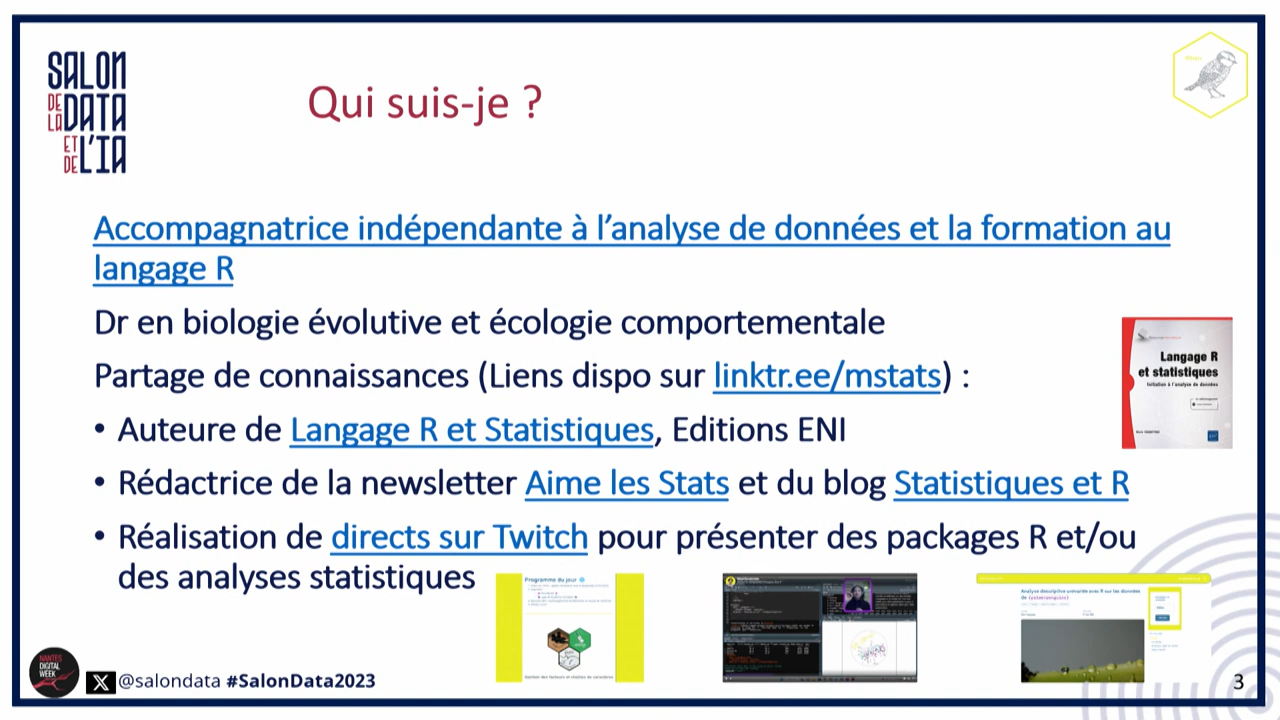 SALON
DE LA DATA
ET DE L'IA
Qui suis-je ?
Accompagnatrice indépendante à l'analyse de données et la formation au
langage R
Dr en biologie évolutive et écologie comportementale
Partage de connaissances (Liens dispo sur linktr.ee/mstats) :
Langage R
et statistiques
Initiation à l'analyse de données
• Auteure de Langage R et Statistiques, Editions ENI
• Rédactrice de la newsletter Aime les Stats et du blog Statistiques et R
• Réalisation de directs sur Twitch pour présenter des packages R et/ou
des analyses statistiques
Programme du jour
Analyse descriptive univariée avec R sur les données
NANTES
DIGITAL
WEEK
@salondata #SalonData2023
3